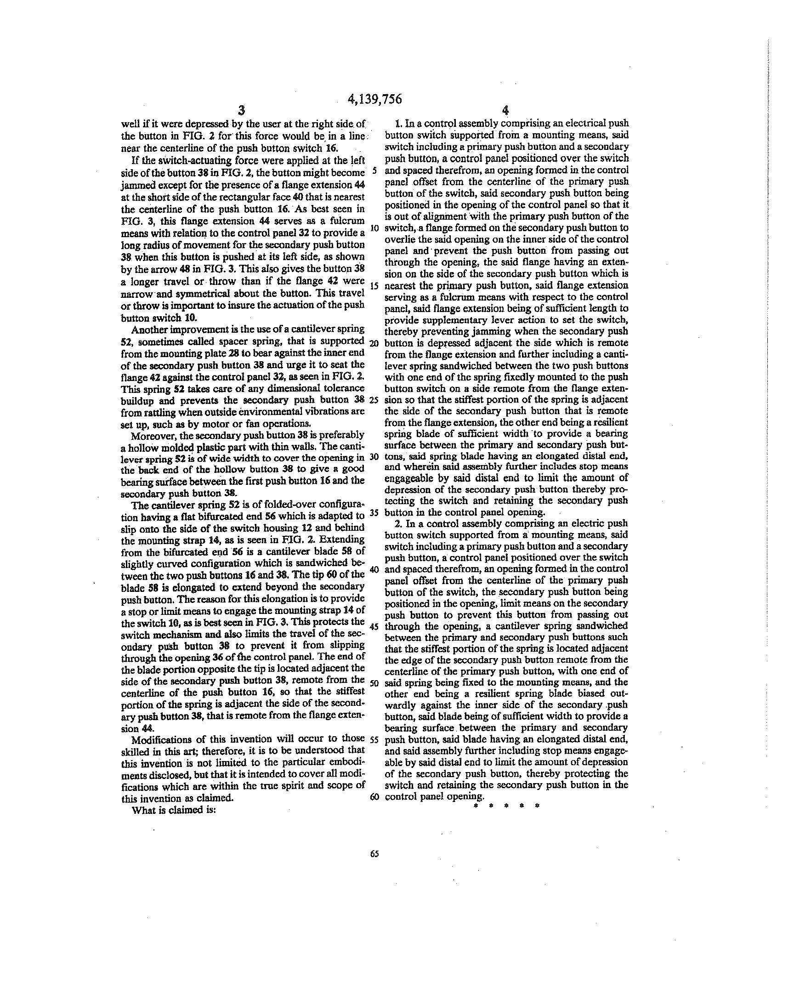 4,139,756
3
well if it were depressed by the user at the right side of
the button in FIG. 2 for this force would be in a line
near the centerline of the push button switch 16.
If the switch-actuating force were applied at the left
side of the button 38 in FIG. 2, the button might become
jammed except for the presence of a flange extension 44
at the short side of the rectangular face 40 that is nearest
the centerline of the push button 16. As best seen in
FIG. 3, this flange extension 44 serves as a fulcrum
means with relation to the control panel 32 to provide a
long radius of movement for the secondary push button
38 when this button is pushed at its left side, as shown
by the arrow 48 in FIG. 3. This also gives the button 38
a longer travel or throw than if the flange 42 were
narrow and symmetrical about the button. This travel
or throw is important to insure the actuation of the push
button switch 10.
Another improvement is the use of a cantilever spring
52, sometimes called spacer spring, that is supported
from the mounting plate 28 to bear against the inner end
of the secondary push button 38 and urge it to seat the
flange 42 against the control panel 32, as seen in FIG. 2.
This spring 52 takes care of any dimensional tolerance
buildup and prevents the secondary push button 38
from rattling when outside environmental vibrations are
set up, such as by motor or fan operations.
Moreover, the secondary push button 38 is preferably
a hollow molded plastic part with thin walls. The canti-
lever spring 52 is of wide width to cover the opening in
the back end of the hollow button 38 to give a good
bearing surface between the first push button 16 and the
secondary push button 38.
The cantilever spring 52 is of folded-over configura-
tion having a flat bifurcated end 56 which is adapted to
slip onto the side of the switch housing 12 and behind
the mounting strap 14, as is seen in FIG. 2. Extending
from the bifurcated end 56 is a cantilever blade 58 of
slightly curved configuration which is sandwiched be-
tween the two push buttons 16 and 38. The tip 60 of the
blade 58 is elongated to extend beyond the secondary
push button. The reason for this elongation is to provide
a stop or limit means to engage the mounting strap 14 of
the switch 10, as is best seen in FIG. 3. This protects the
switch mechanism and also limits the travel of the sec-
ondary push button 38 to prevent it from slipping
through the opening 36 of the control panel. The end of
the blade portion opposite the tip is located adjacent the
side of the secondary push button 38, remote from the
centerline of the push button 16, so that the stiffest
portion of the spring is adjacent the side of the second-
ary push button 38, that is remote from the flange exten-
sion 44.
Modifications of this invention will occur to those
skilled in this art; therefore, it is to be understood that
this invention is not limited to the particular embodi-
ments disclosed, but that it is intended to cover all modi-
fications which are within the true spirit and scope of
this invention as claimed.
What is claimed is:
5
10
15
20
25
30
35
40
45
50
55
60
65
4
1. In a control assembly comprising an electrical push
button switch supported from a mounting means, said
switch including a primary push button and a secondary
push button, a control panel positioned over the switch
and spaced therefrom, an opening formed in the control
panel offset from the centerline of the primary push
button of the switch, said secondary push button being
positioned in the opening of the control panel so that it
is out of alignment with the primary push button of the
switch, a flange formed on the secondary push button to
overlie the said opening on the inner side of the control
panel and prevent the push button from passing out
through the opening, the said flange having an exten-
sion on the side of the secondary push button which is
nearest the primary push button, said flange extension
serving as a fulcrum means with respect to the control
panel, said flange extension being of sufficient length to
provide supplementary lever action to set the switch,
thereby preventing jamming when the secondary push
button is depressed adjacent the side which is remote
from the flange extension and further including a canti-
lever spring sandwiched between the two push buttons
with one end of the spring fixedly mounted to the push
button switch on a side remote from the flange exten-
sion so that the stiffest portion of the spring is adjacent
the side of the secondary push button that is remote
from the flange extension, the other end being a resilient
spring blade of sufficient width to provide a bearing
surface between the primary and secondary push but-
tons, said spring blade having an elongated distal end,
and wherein said assembly further includes stop means
engageable by said distal end to limit the amount of
depression of the secondary push button thereby pro-
tecting the switch and retaining the secondary push
button in the control panel opening.
2. In a control assembly comprising an electric push
button switch supported from a mounting means, said
switch including a primary push button and a secondary
push button, a control panel positioned over the switch
and spaced therefrom, an opening formed in the control
panel offset from the centerline of the primary push
button of the switch, the secondary push button being
positioned in the opening, limit means on the secondary
push button to prevent this button from passing out
through the opening, a cantilever spring sandwiched
between the primary and secondary push buttons such
that the stiffest portion of the spring is located adjacent
the edge of the secondary push button remote from the
centerline of the primary push button, with one end of
said spring being fixed to the mounting means, and the
other end being a resilient spring blade biased out-
wardly against the inner side of the secondary push
button, said blade being of sufficient width to provide a
bearing surface between the primary and secondary
push button, said blade having an elongated distal end,
and said assembly further including stop means engage-
able by said distal end to limit the amount of depression
of the secondary push button, thereby protecting the
switch and retaining the secondary push button in the
control panel opening.
* * * * *